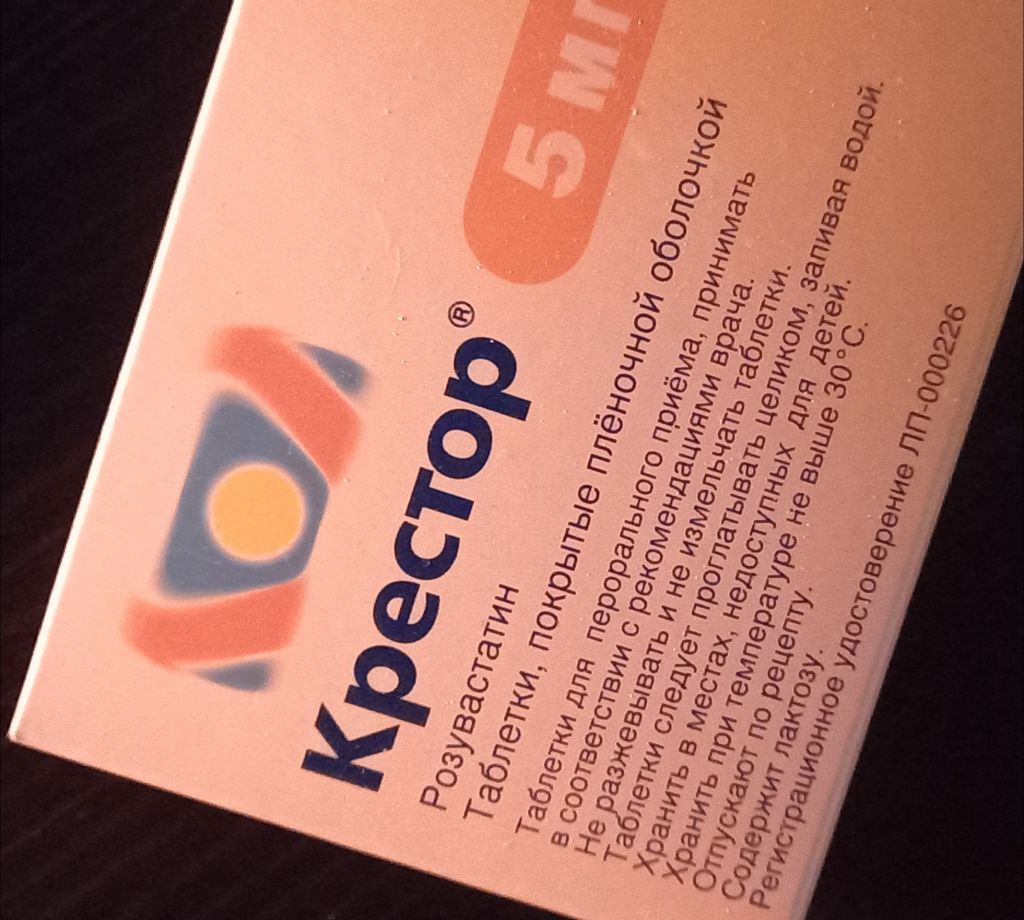 Крестор®
5 мг
Розувастатин
Таблетки, покрытые плёночной оболочкой
Таблетки для перорального приёма, принимать
в соответствии с рекомендациями врача.
Не разжевывать и не измельчать таблетки.
Таблетки следует проглатывать целиком, запивая водой.
Хранить в местах, недоступных для детей.
Хранить при температуре не выше 30°С.
Отпускают по рецепту.
Содержит лактозу.
Регистрационное удостоверение ЛП-000226